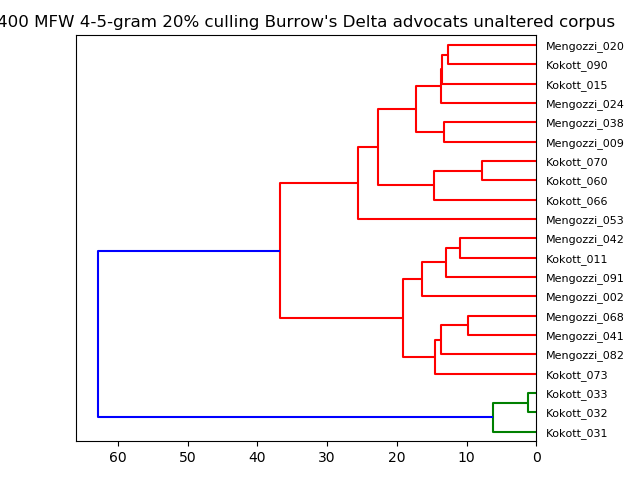 400 MFW 4-5-gram 20% culling Burrow's Delta advocats unaltered corpus
Mengozzi_020
Kokott_090
Kokott_015
Mengozzi_024
Mengozzi_038
Mengozzi_009
Kokott_070
Kokott_060
Kokott_066
Mengozzi_053
Mengozzi_042
Kokott_011
Mengozzi_091
Mengozzi_002
Mengozzi_068
Mengozzi_041
Mengozzi_082
Kokott_073
Kokott_033
Kokott_032
Kokott_031
60 50 40 30 20 10 0